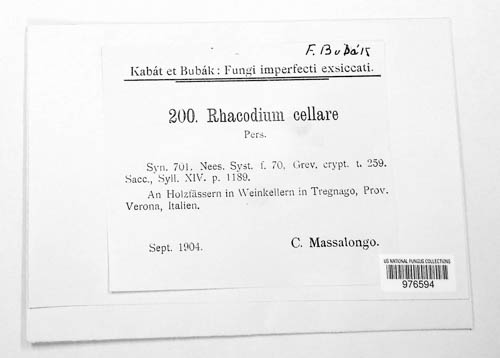 F. Bubák
Kabát et Bubák: Fungi imperfecti exsiccati.
200. Rhacodium cellare
Pers.
Syn. 701. Nees. Syst. f. 70, Grev. crypt. t. 259.
Sacc., Syll. XIV. p. 1189.
An Holzfässern in Weinkellern in Tregnago, Prov.
Verona, Italien.
Sept. 1904. C. Massalongo.
US NATIONAL FUNGUS COLLECTIONS
976594